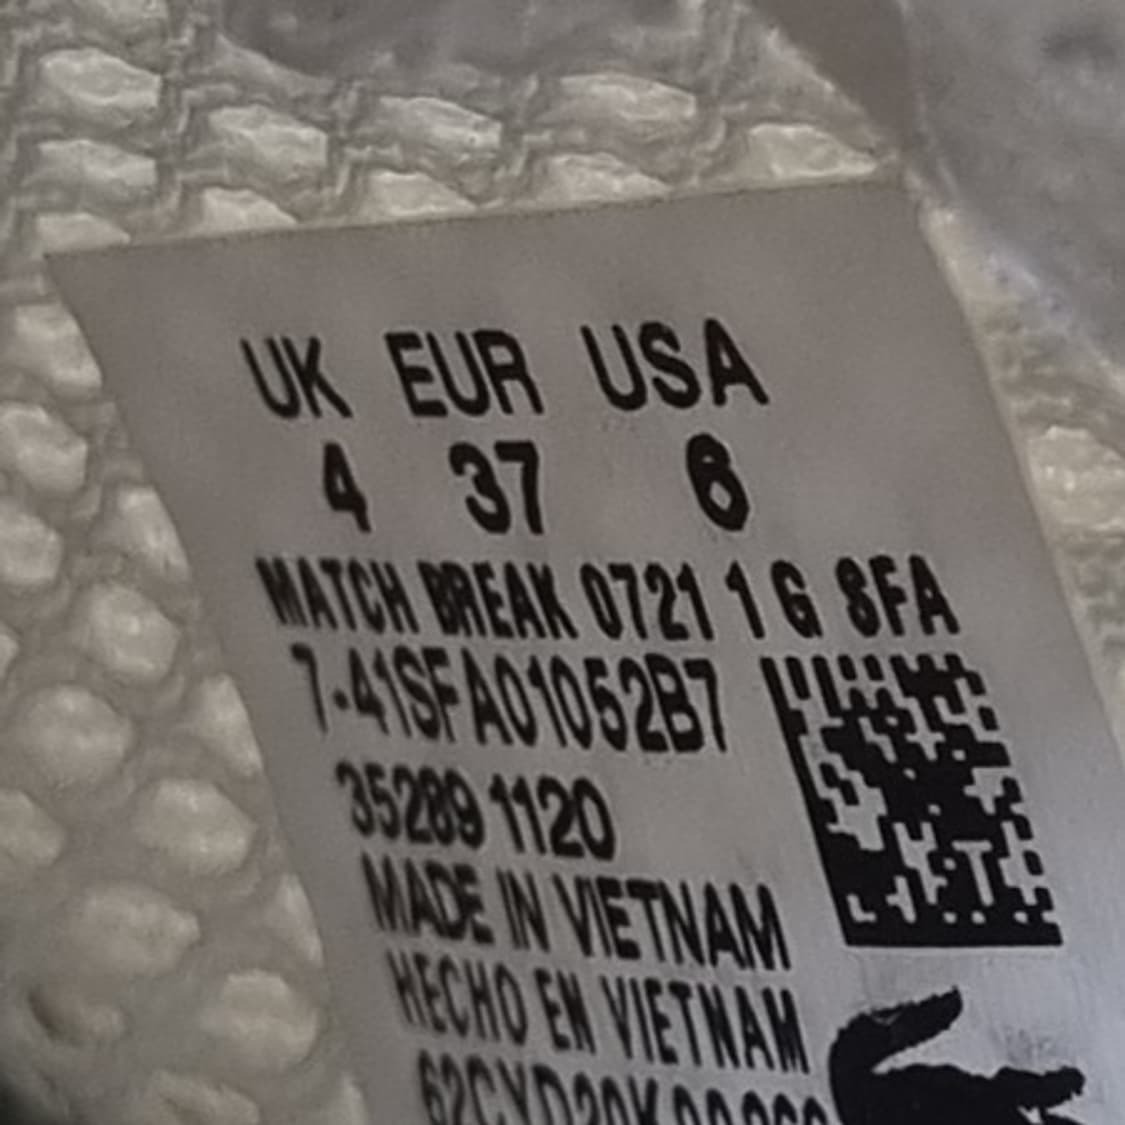 UK EUR USA
4 37 6
MATCH BREAK 0721 1 G SFA
7-41SFA01052B7
35289 1120
MADE IN VIETNAM
HECHO EN VIETNAM